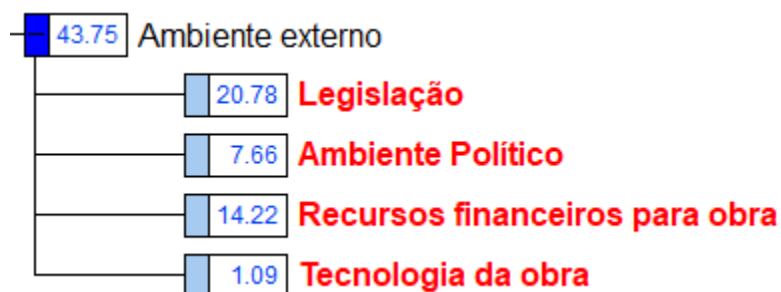 43.75 Ambiente externo
20.78 Legislação
7.66 Ambiente Político
14.22 Recursos financeiros para obra
1.09 Tecnologia da obra